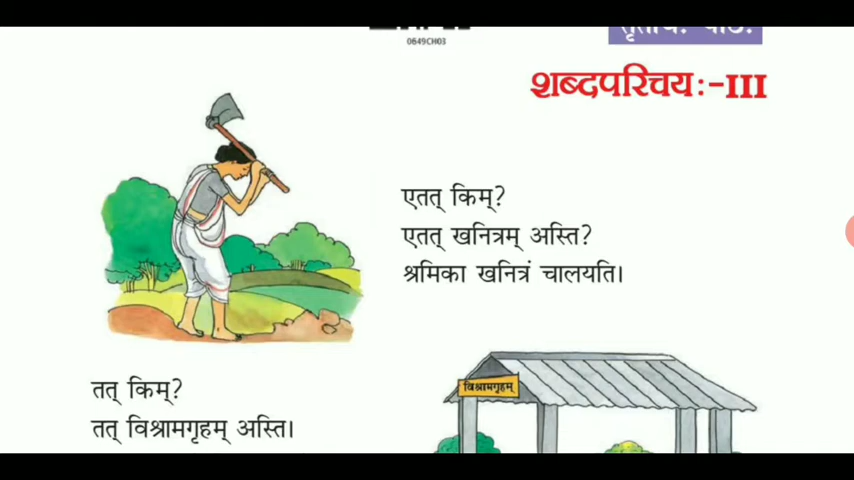 0649CH03
तृतीयः पाठः
शब्दपरिचयः-III
एतत् किम्?
एतत् खनित्रम् अस्ति?
श्रमिका खनित्रं चालयति।
तत् किम्?
तत् विश्रामगृहम् अस्ति।
विश्रामगृहम्